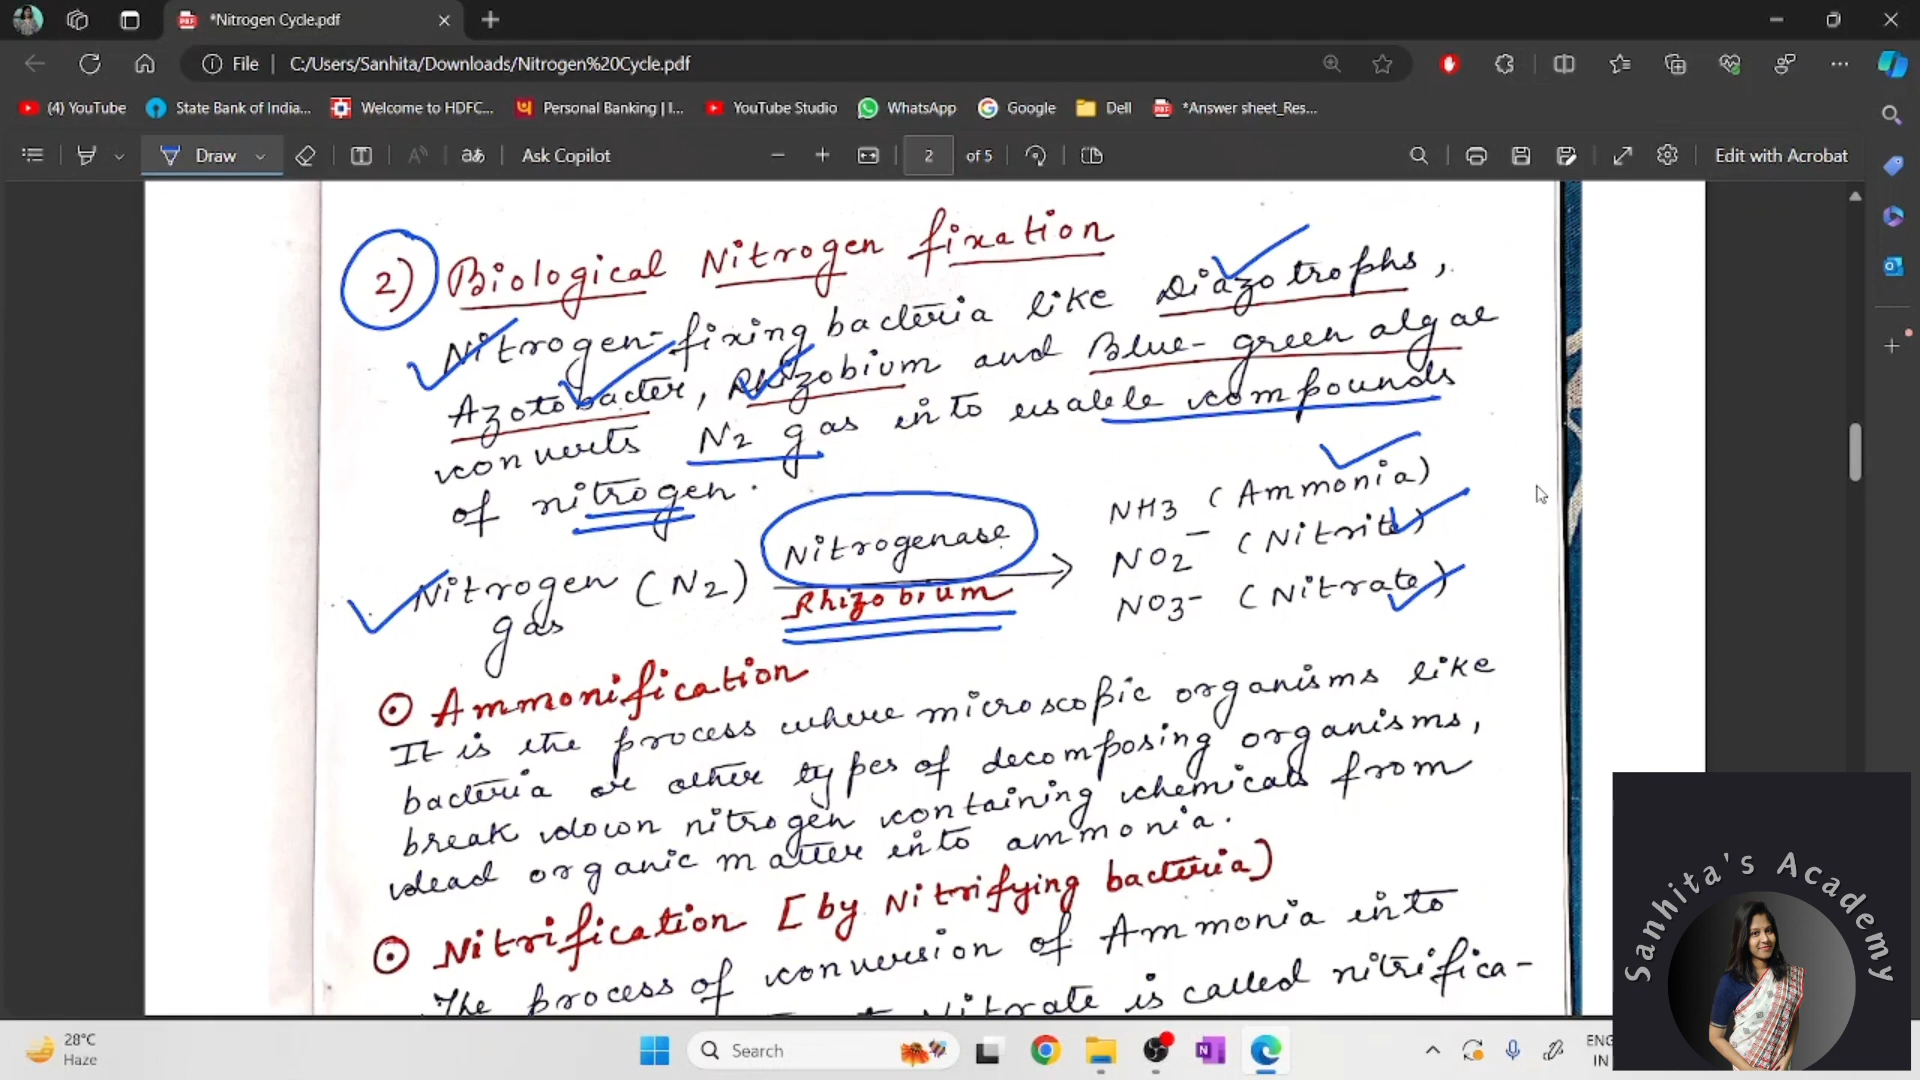 *Nitrogen Cycle.pdf
File
C:/Users/Sanhita/Downloads/Nitrogen%20Cycle.pdf
(4) YouTube
State Bank of India...
Welcome to HDFC...
Personal Banking | I...
YouTube Studio
WhatsApp
Google
Dell
*Answer sheet_Res...
Draw
Ask Copilot
2 of 5
Edit with Acrobat
2) Biological Nitrogen fixation
Nitrogen-fixing bacteria like Diazotrophs,
Azotobacter, Rhizobium and Blue-green algae
converts N2 gas into usable compounds
of nitrogen.
Nitrogen (N2) gas
Nitrogenase
Rhizobium
NH3 (Ammonia)
NO2- (Nitrite)
NO3- (Nitrate)
Ammonification
It is the process where microscopic organisms like
bacteria or other types of decomposing organisms,
break down nitrogen containing chemicals from
dead organic matter into ammonia.
Nitrification [by Nitrifying bacteria)
The process of conversion of Ammonia into
Nitrate is called nitrifica-
Sanhita's Academy
28°C
Haze
Search
ENG
IN